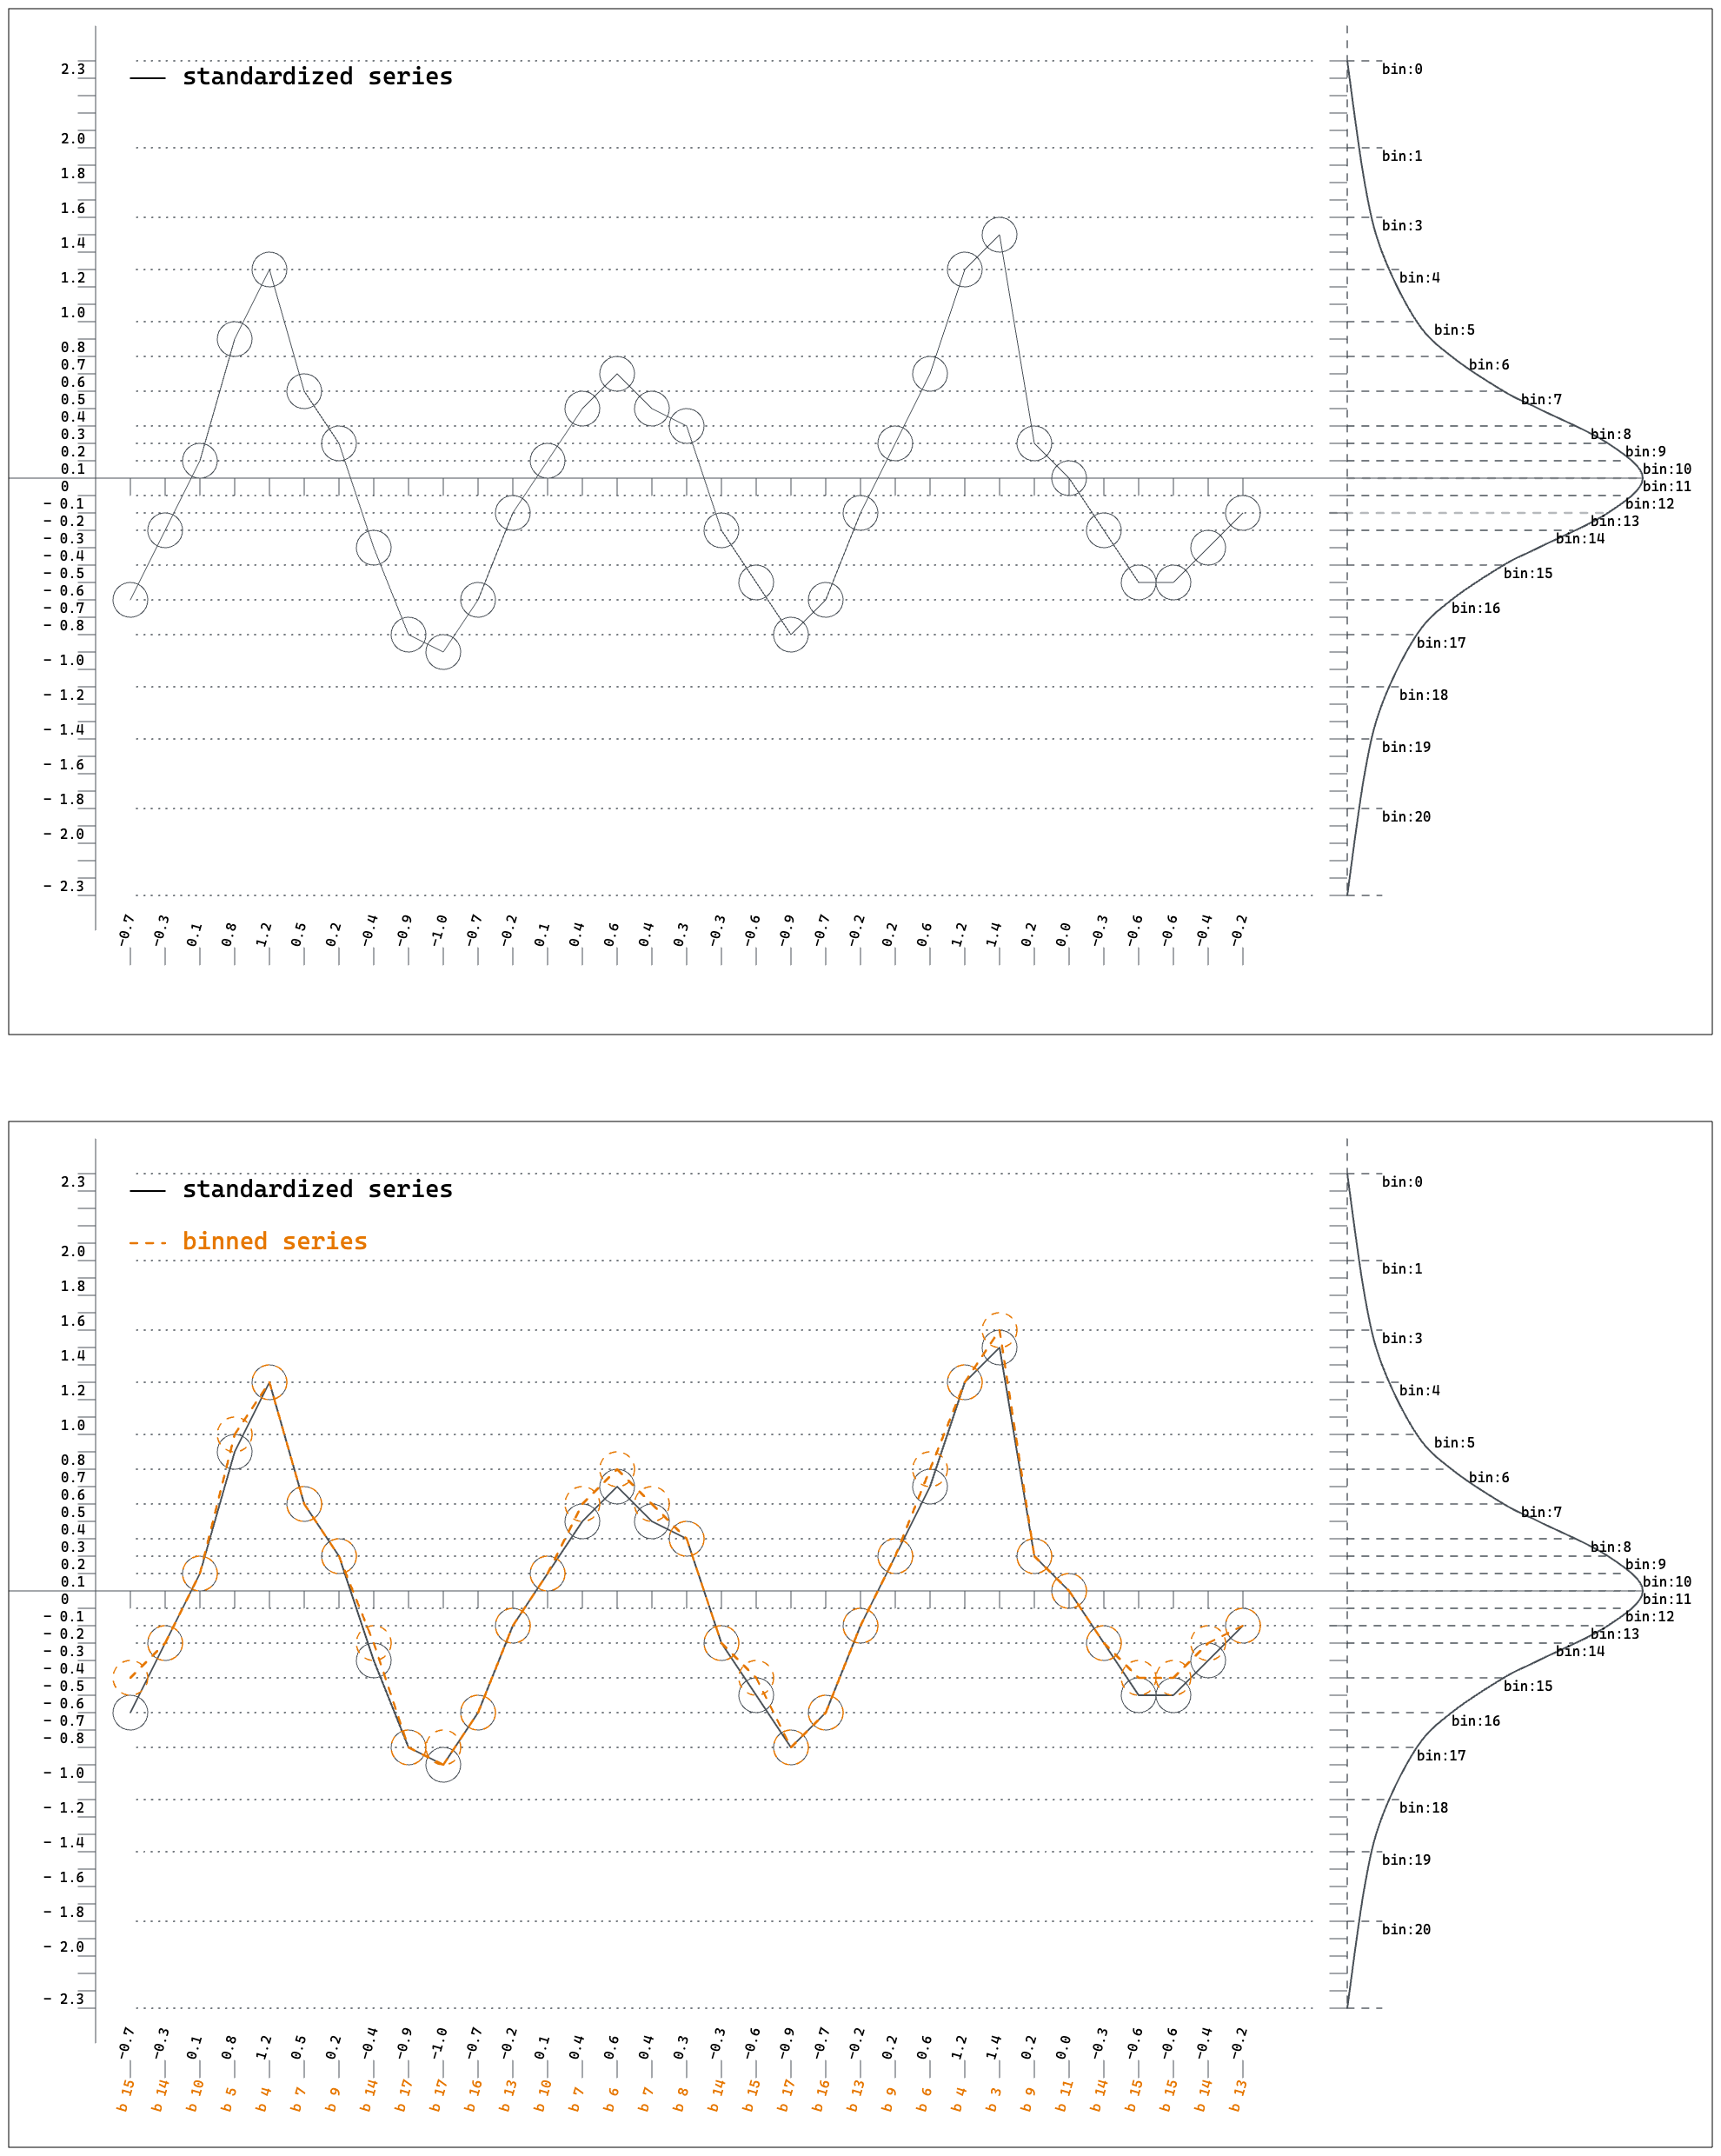 standardized series
2.3
2.0
1.8
1.6
1.4
1.2
1.0
0.8
0.7
0.6
0.5
0.4
0.3
0.2
0.1
0
- 0.1
- 0.2
- 0.3
- 0.4
- 0.5
- 0.6
- 0.7
- 0.8
- 1.0
- 1.2
- 1.4
- 1.6
- 1.8
- 2.0
- 2.3
bin:0
bin:1
bin:3
bin:4
bin:5
bin:6
bin:7
bin:8
bin:9
bin:10
bin:11
bin:12
bin:13
bin:14
bin:15
bin:16
bin:17
bin:18
bin:19
bin:20
-0.7 -0.3 0.1 0.8 1.2 0.5 0.2 -0.4 -0.9 -1.0 -0.7 -0.2 0.1 0.4 0.6 0.4 0.3 -0.3 -0.6 -0.9 -0.7 -0.2 0.2 0.6 1.2 1.4 0.2 0.0 -0.3 -0.6 -0.6 -0.4 -0.2
standardized series
binned series
2.3
2.0
1.8
1.6
1.4
1.2
1.0
0.8
0.7
0.6
0.5
0.4
0.3
0.2
0.1
0
- 0.1
- 0.2
- 0.3
- 0.4
- 0.5
- 0.6
- 0.7
- 0.8
- 1.0
- 1.2
- 1.4
- 1.6
- 1.8
- 2.0
- 2.3
bin:0
bin:1
bin:3
bin:4
bin:5
bin:6
bin:7
bin:8
bin:9
bin:10
bin:11
bin:12
bin:13
bin:14
bin:15
bin:16
bin:17
bin:18
bin:19
bin:20
-0.7 -0.3 0.1 0.8 1.2 0.5 0.2 -0.4 -0.9 -1.0 -0.7 -0.2 0.1 0.4 0.6 0.4 0.3 -0.3 -0.6 -0.9 -0.7 -0.2 0.2 0.6 1.2 1.4 0.2 0.0 -0.3 -0.6 -0.6 -0.4 -0.2
b 15 b 14 b 10 b 5 b 4 b 7 b 9 b 14 b 17 b 17 b 16 b 13 b 10 b 7 b 6 b 7 b 8 b 14 b 15 b 17 b 16 b 13 b 9 b 6 b 4 b 3 b 9 b 11 b 14 b 15 b 15 b 14 b 13